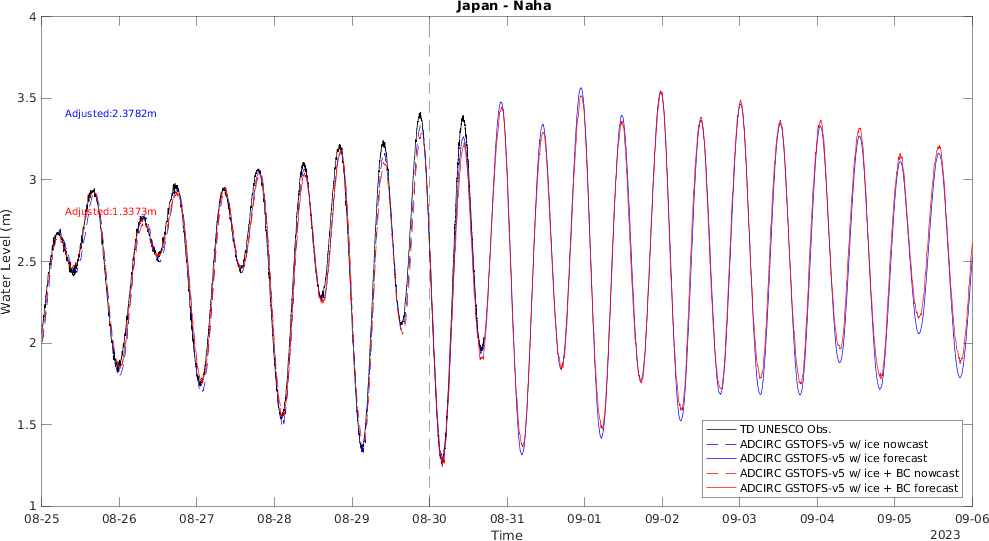 Japan - Naha
4
3.5
3
2.5
2
1.5
1
Water Level (m)
Adjusted:2.3782m
Adjusted:1.3373m
TD UNESCO Obs.
ADCIRC GSTOFS-v5 w/ ice nowcast
ADCIRC GSTOFS-v5 w/ ice forecast
ADCIRC GSTOFS-v5 w/ ice + BC nowcast
ADCIRC GSTOFS-v5 w/ ice + BC forecast
08-25 08-26 08-27 08-28 08-29 08-30 08-31 09-01 09-02 09-03 09-04 09-05 09-06
Time
2023